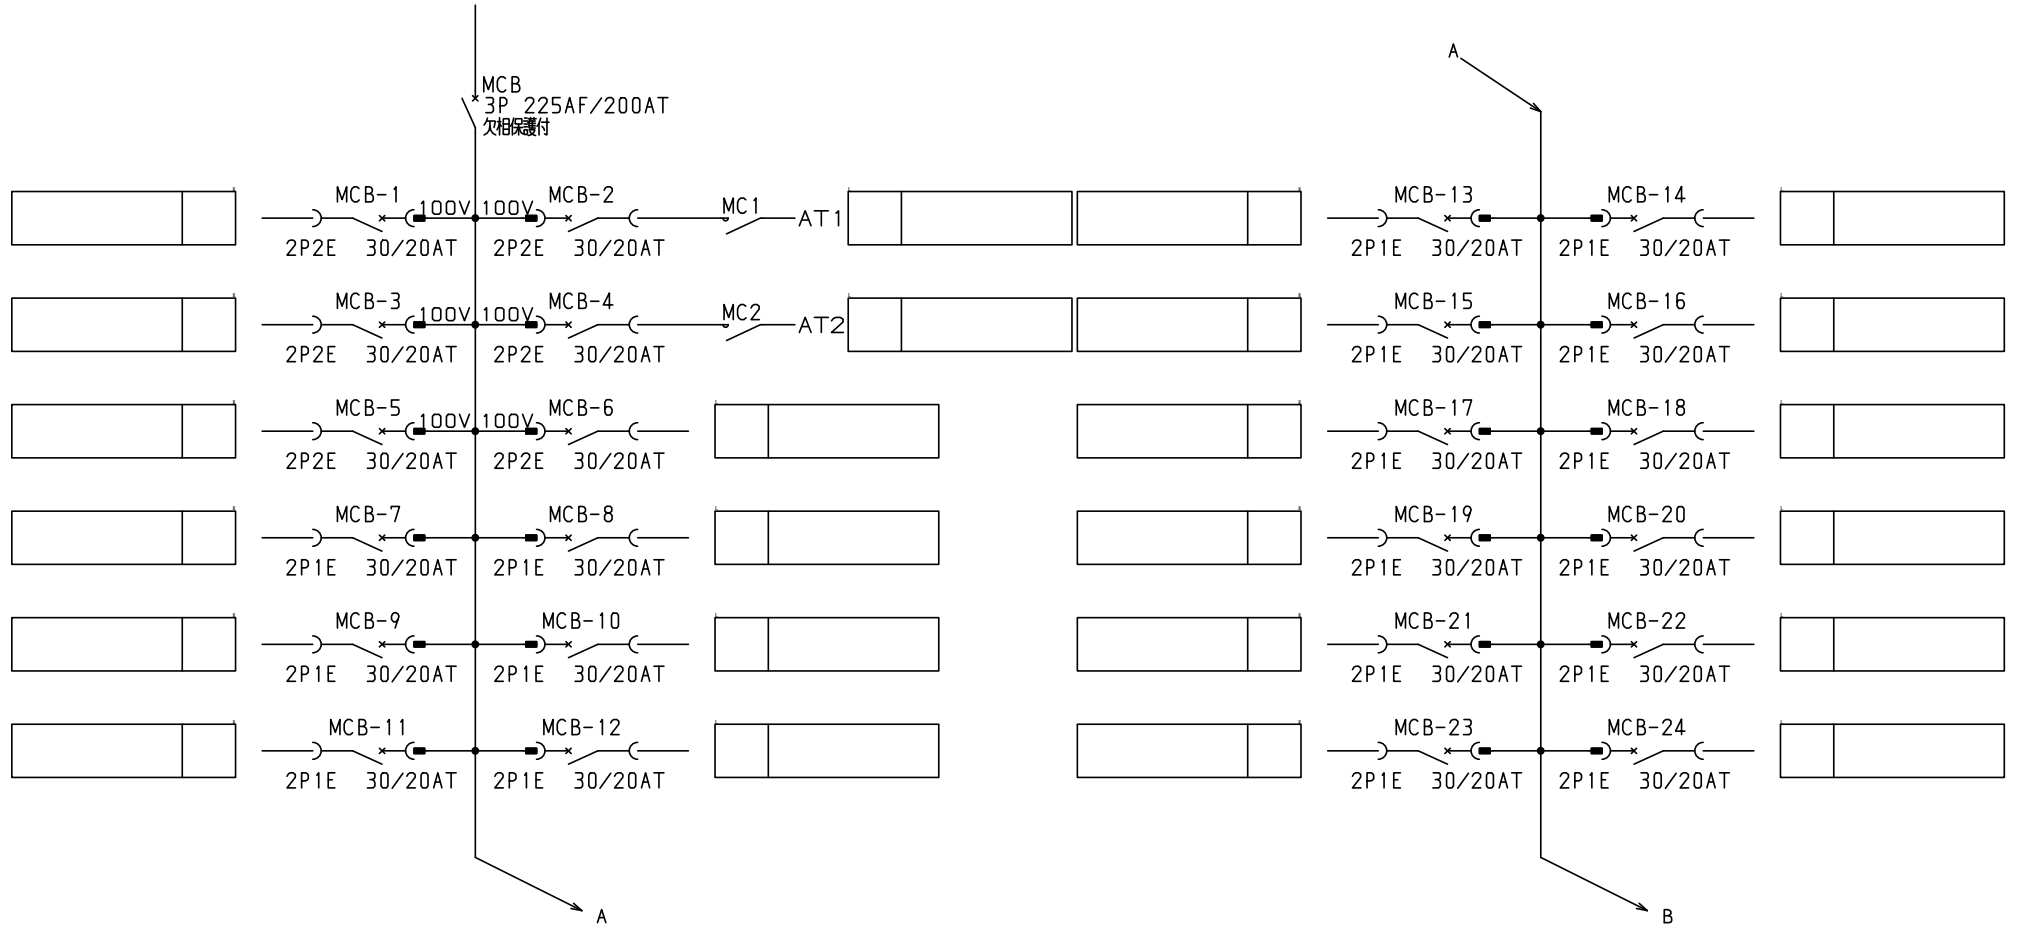 MCB
3P 225AF/200AT
欠相保護付
MCB-1 100V 100V MCB-2 MC1 AT1
2P2E 30/20AT 2P2E 30/20AT
MCB-3 100V 100V MCB-4 MC2 AT2
2P2E 30/20AT 2P2E 30/20AT
MCB-5 100V 100V MCB-6
2P2E 30/20AT 2P2E 30/20AT
MCB-7 MCB-8
2P1E 30/20AT 2P1E 30/20AT
MCB-9 MCB-10
2P1E 30/20AT 2P1E 30/20AT
MCB-11 MCB-12
2P1E 30/20AT 2P1E 30/20AT
A
A
MCB-13 MCB-14
2P1E 30/20AT 2P1E 30/20AT
MCB-15 MCB-16
2P1E 30/20AT 2P1E 30/20AT
MCB-17 MCB-18
2P1E 30/20AT 2P1E 30/20AT
MCB-19 MCB-20
2P1E 30/20AT 2P1E 30/20AT
MCB-21 MCB-22
2P1E 30/20AT 2P1E 30/20AT
MCB-23 MCB-24
2P1E 30/20AT 2P1E 30/20AT
B